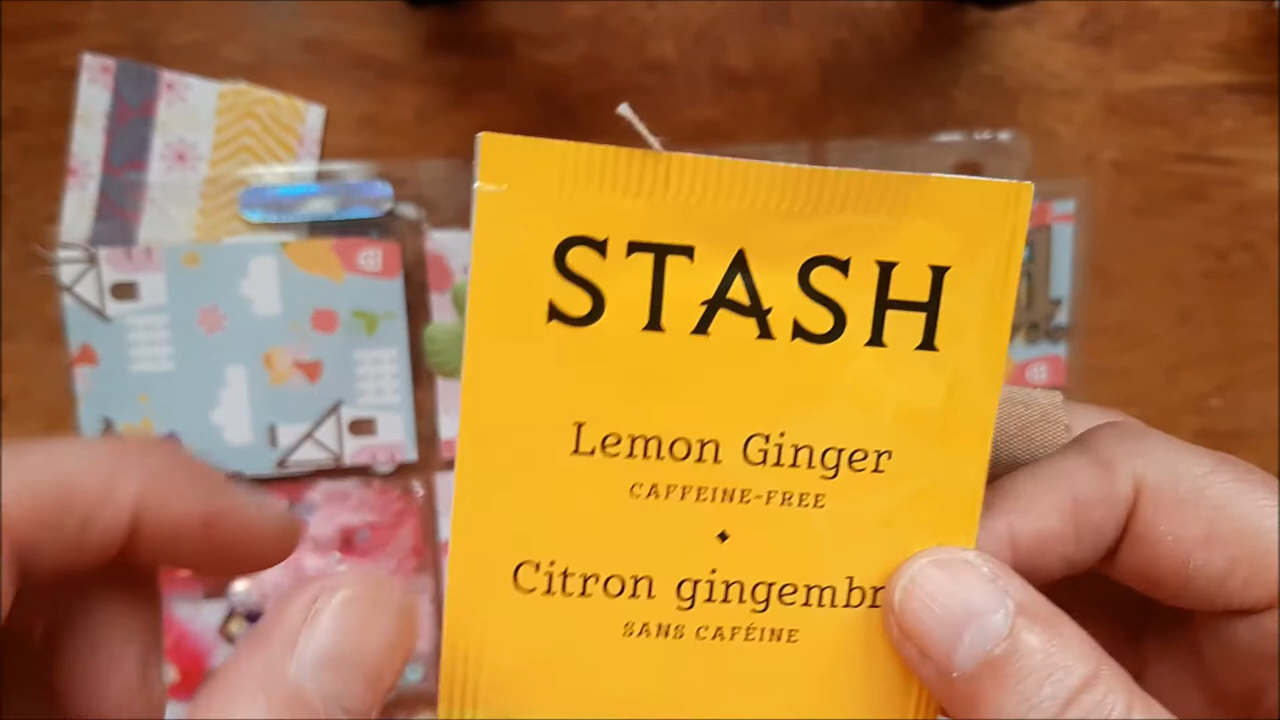 STASH
Lemon Ginger
CAFFEINE-FREE
Citron gingembr
SANS CAFÉINE